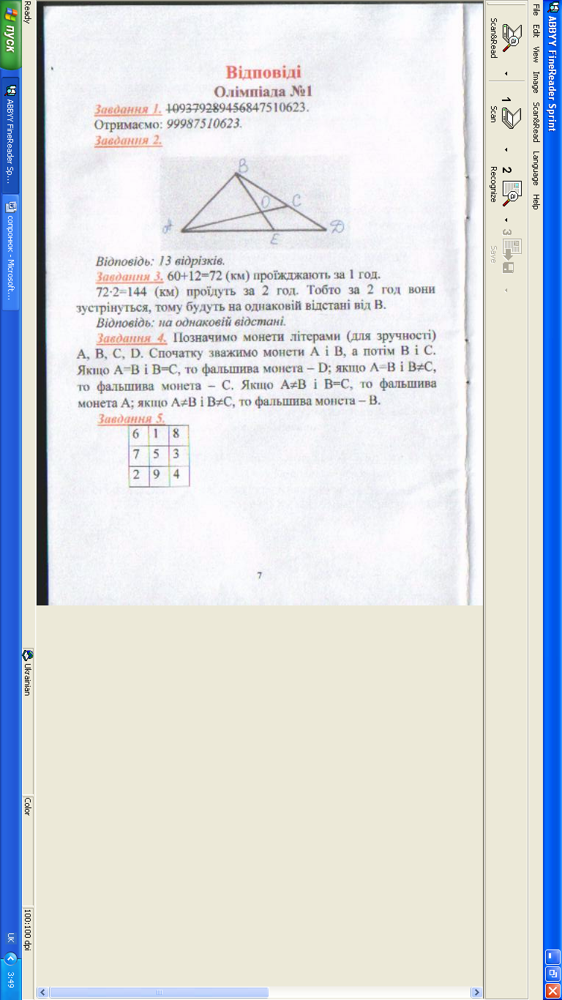 ABBYY FineReader Sprint
File Edit View Image Scan&Read Language Help
Scan&Read
1
Scan
2
Recognize
3
Save
Відповіді
Олімпіада №1
Завдання 1. 109379289456847510623.
Отримаємо: 99987510623.
Завдання 2.
B
O C
A D
E
Відповідь: 13 відрізків.
Завдання 3. 60+12=72 (км) проїжджають за 1 год.
72·2=144 (км) проїдуть за 2 год. Тобто за 2 год вони
зустрінуться, тому будуть на однаковій відстані від В.
Відповідь: на однаковій відстані.
Завдання 4. Позначимо монети літерами (для зручності)
A, B, C, D. Спочатку зважимо монети А і В, а потім В і С.
Якщо А=В і В=С, то фальшива монета – D; якщо А=В і В≠С,
то фальшива монета – С. Якщо А≠В і В=С, то фальшива
монета А; якщо А≠В і В≠С, то фальшива монета – В.
Завдання 5.
6 1 8
7 5 3
2 9 4
7
Ready
Ukrainian
Color
100:100 dpi
пуск
ABBYY FineReader Sp...
сопронюк - Microsoft...
UK
3:49